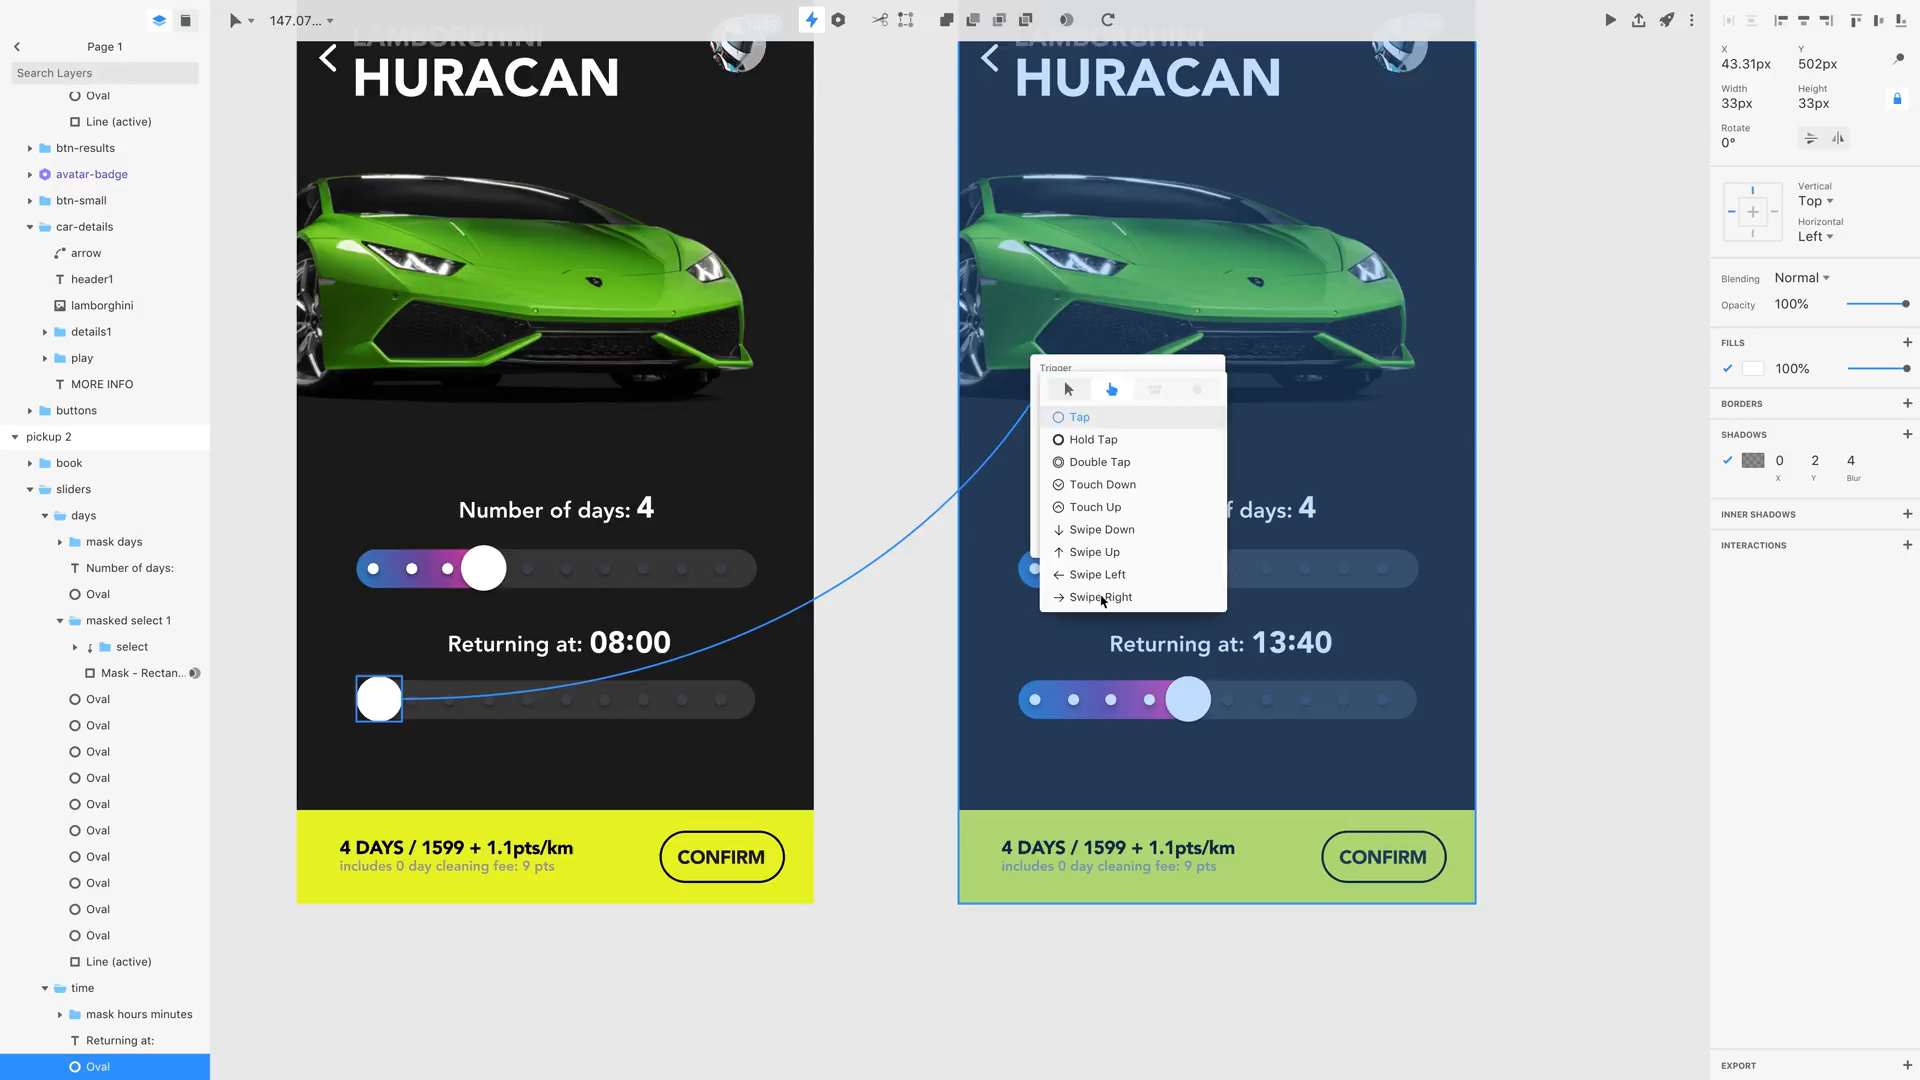 147.07...
Page 1
Search Layers
Oval
Line (active)
btn-results
avatar-badge
btn-small
car-details
arrow
header1
lamborghini
details1
play
MORE INFO
buttons
pickup 2
book
sliders
days
mask days
Number of days:
Oval
masked select 1
select
Mask - Rectan...
Oval
Oval
Oval
Oval
Oval
Oval
Oval
Oval
Oval
Oval
Line (active)
time
mask hours minutes
Returning at:
Oval
LAMBORGHINI
HURACAN
Number of days: 4
Returning at: 08:00
4 DAYS / 1599 + 1.1pts/km
includes 0 day cleaning fee: 9 pts
CONFIRM
LAMBORGHINI
HURACAN
Trigger
Tap
Hold Tap
Double Tap
Touch Down
Touch Up
Swipe Down
Swipe Up
Swipe Left
Swipe Right
f days: 4
Returning at: 13:40
4 DAYS / 1599 + 1.1pts/km
includes 0 day cleaning fee: 9 pts
CONFIRM
X Y
43.31px 502px
Width Height
33px 33px
Rotate
0°
Vertical
Top
Horizontal
Left
Blending Normal
Opacity 100%
FILLS
100%
BORDERS
SHADOWS
0 2 4
X Y Blur
INNER SHADOWS
INTERACTIONS
EXPORT